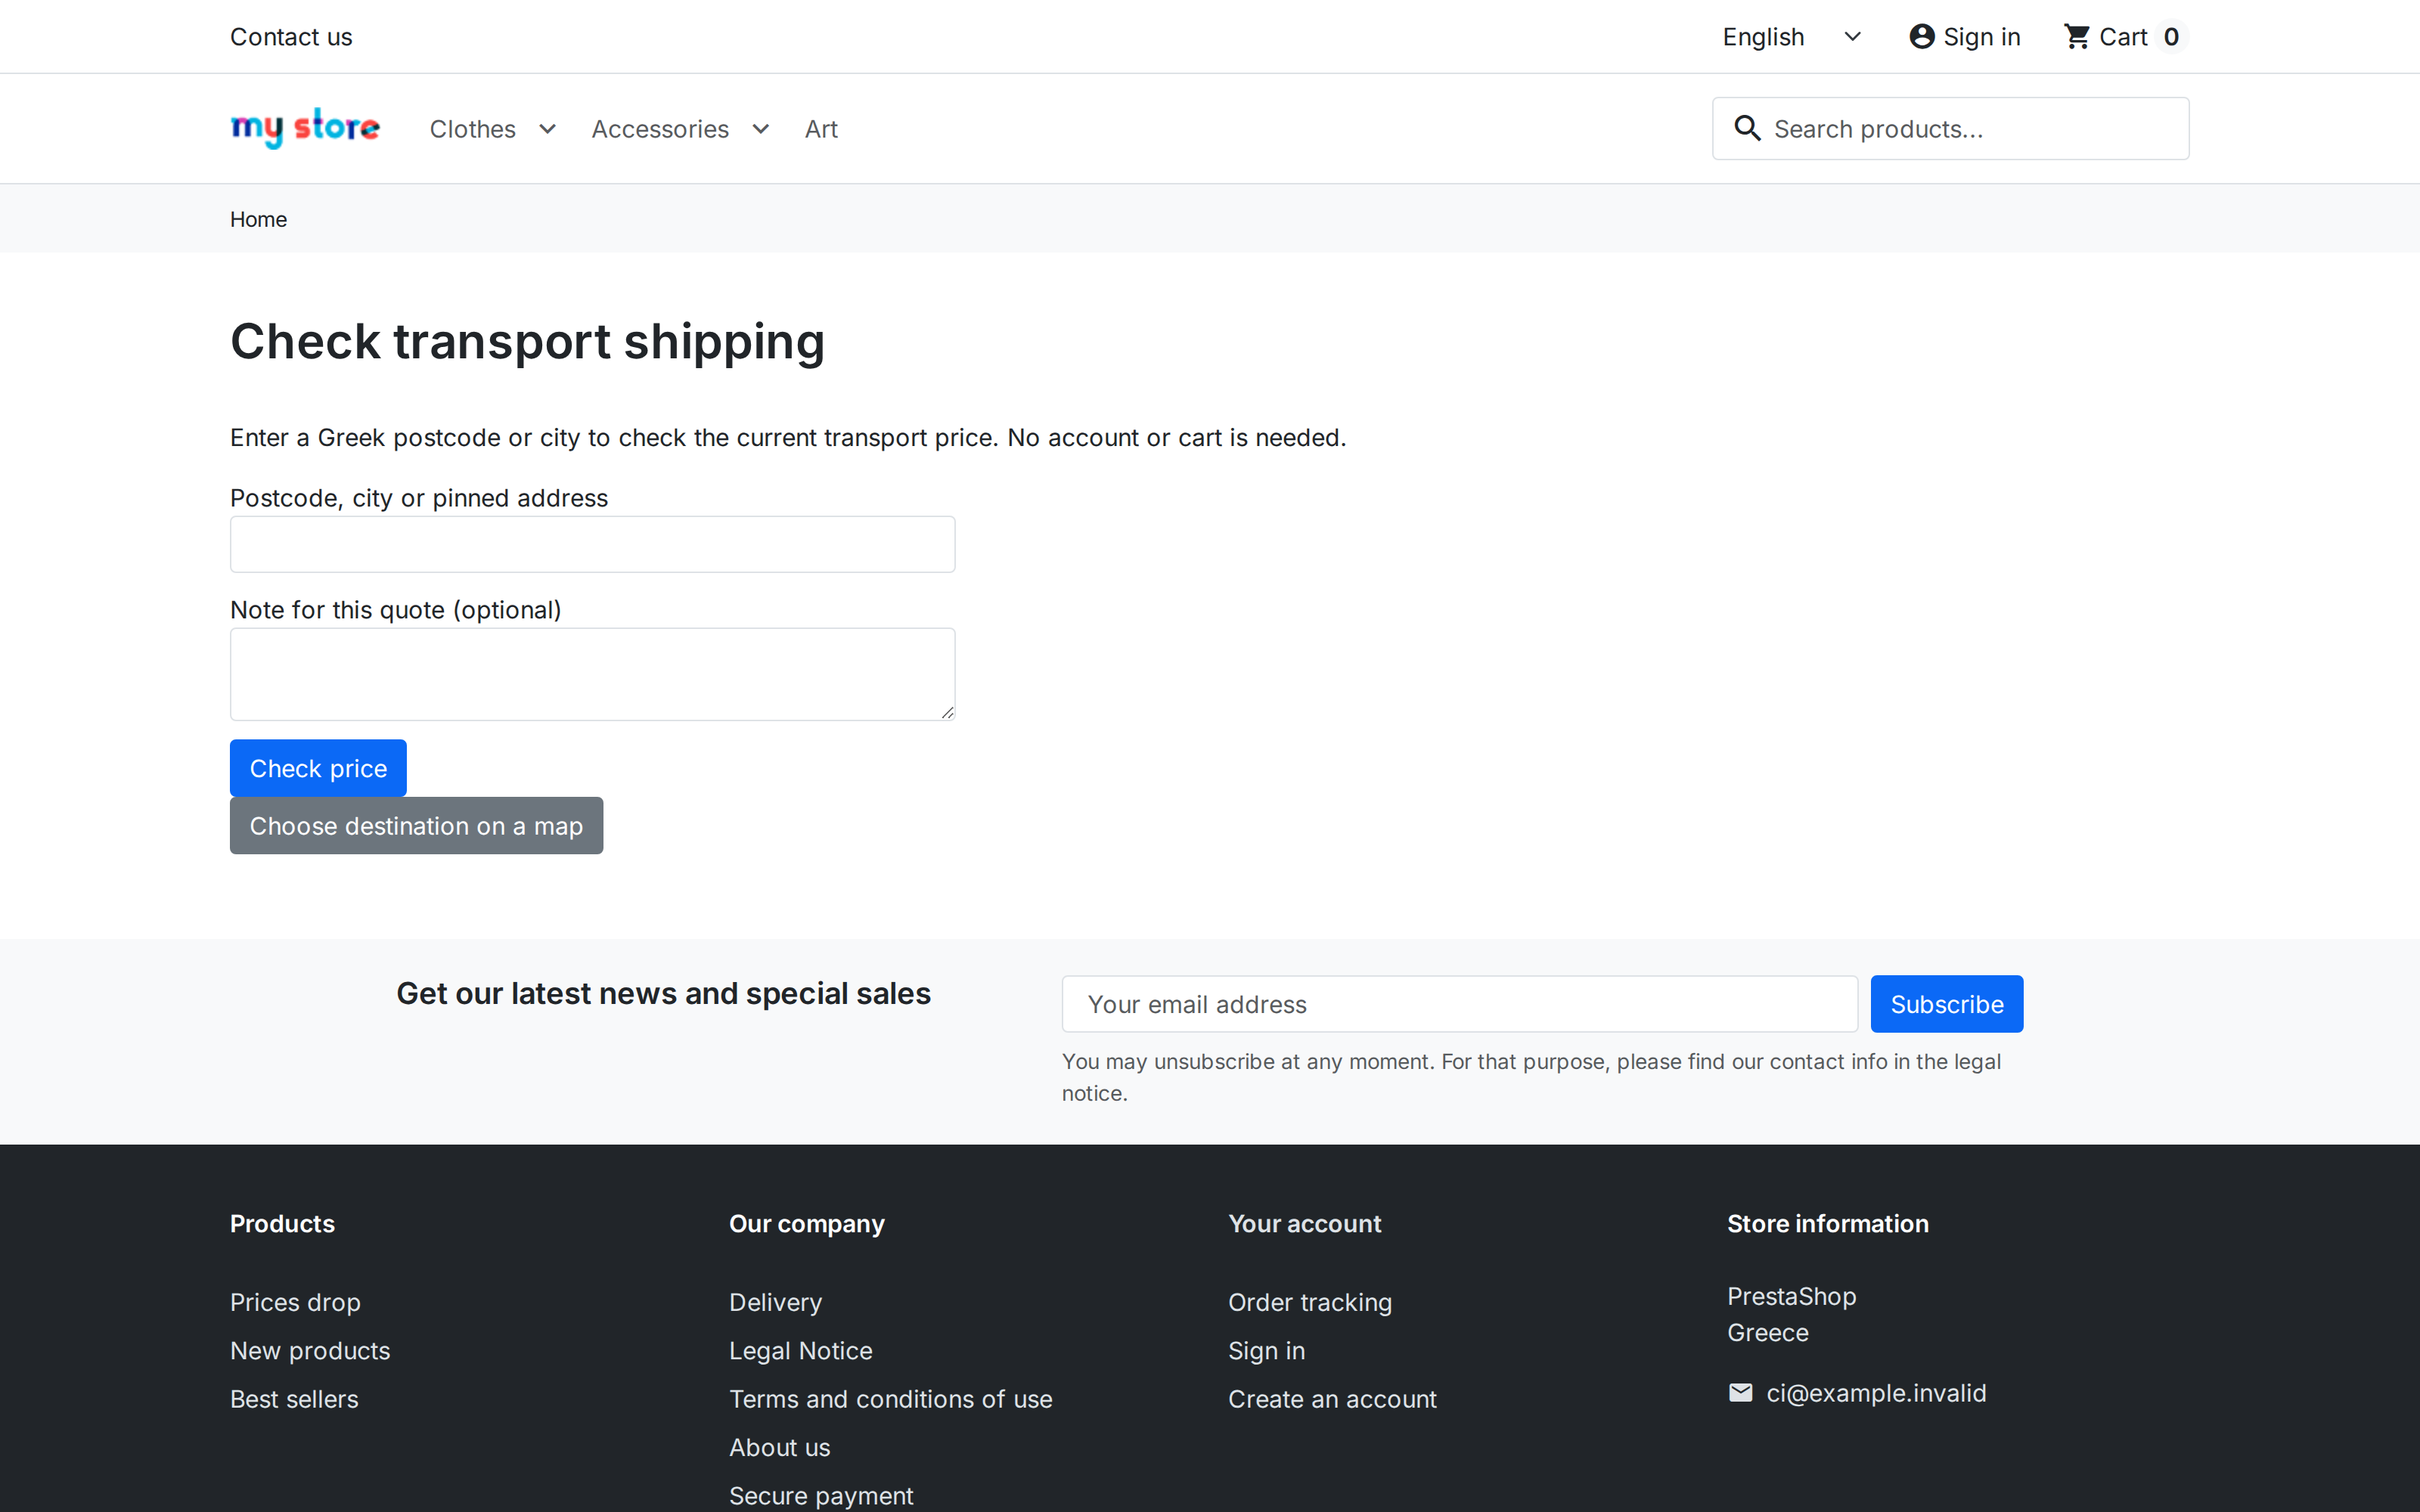 Contact us
English
Sign in
Cart 0
my store
Clothes
Accessories
Art
Search products...
Home
Check transport shipping
Enter a Greek postcode or city to check the current transport price. No account or cart is needed.
Postcode, city or pinned address
Note for this quote (optional)
Check price
Choose destination on a map
Get our latest news and special sales
Your email address
Subscribe
You may unsubscribe at any moment. For that purpose, please find our contact info in the legal
notice.
Products
Prices drop
New products
Best sellers
Our company
Delivery
Legal Notice
Terms and conditions of use
About us
Secure payment
Your account
Order tracking
Sign in
Create an account
Store information
PrestaShop
Greece
ci@example.invalid